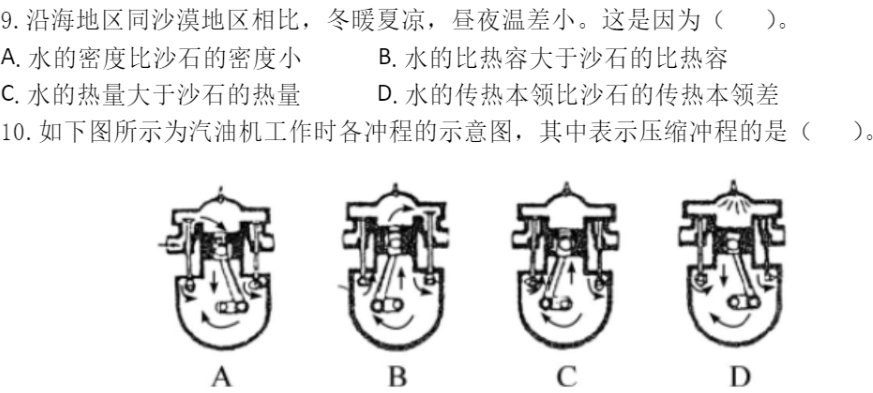 9.沿海地区同沙漠地区相比，冬暖夏凉，昼夜温差小。这是因为（　　）。
A.水的密度比沙石的密度小　　B.水的比热容大于沙石的比热容
C.水的热量大于沙石的热量　　D.水的传热本领比沙石的传热本领差
10.如下图所示为汽油机工作时各冲程的示意图，其中表示压缩冲程的是（　　）。
A　B　C　D